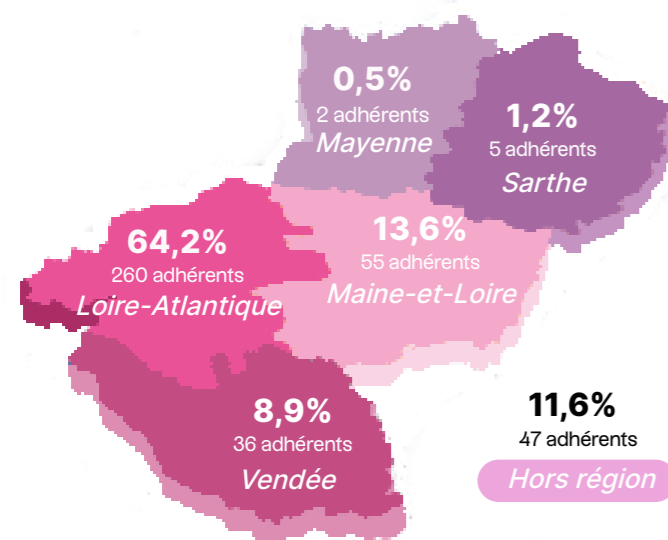 0,5%
2 adhérents
Mayenne
1,2%
5 adhérents
Sarthe
64,2%
260 adhérents
Loire-Atlantique
13,6%
55 adhérents
Maine-et-Loire
8,9%
36 adhérents
Vendée
11,6%
47 adhérents
Hors région